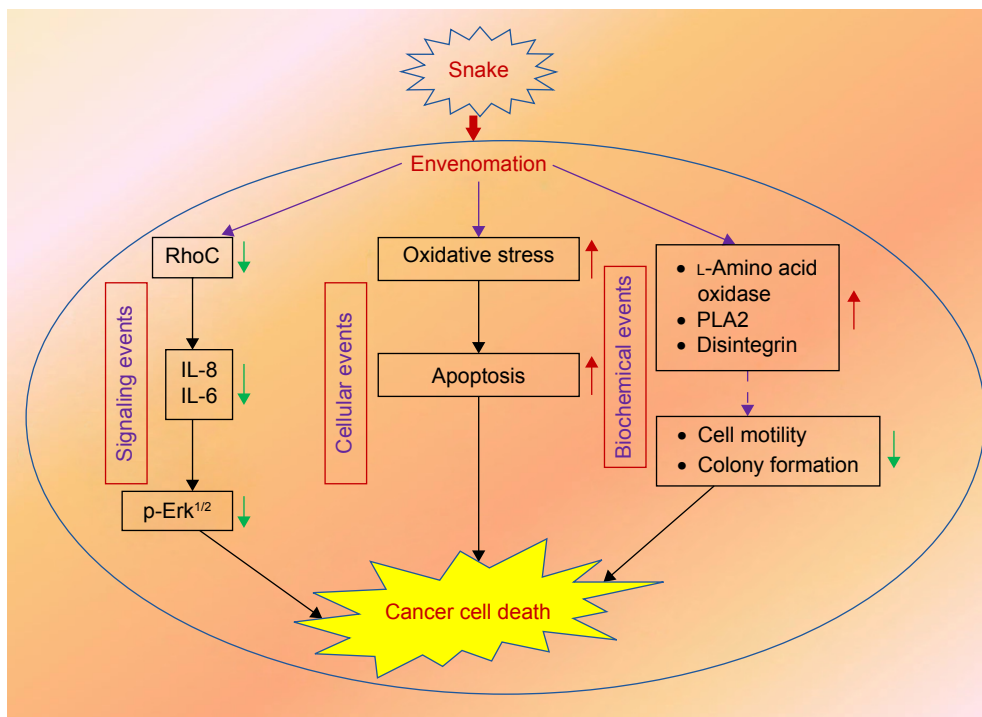 Snake
Envenomation
Signaling events
RhoC
IL-8
IL-6
p-Erk1/2
Cellular events
Oxidative stress
Apoptosis
Biochemical events
• L-Amino acid
oxidase
• PLA2
• Disintegrin
• Cell motility
• Colony formation
Cancer cell death